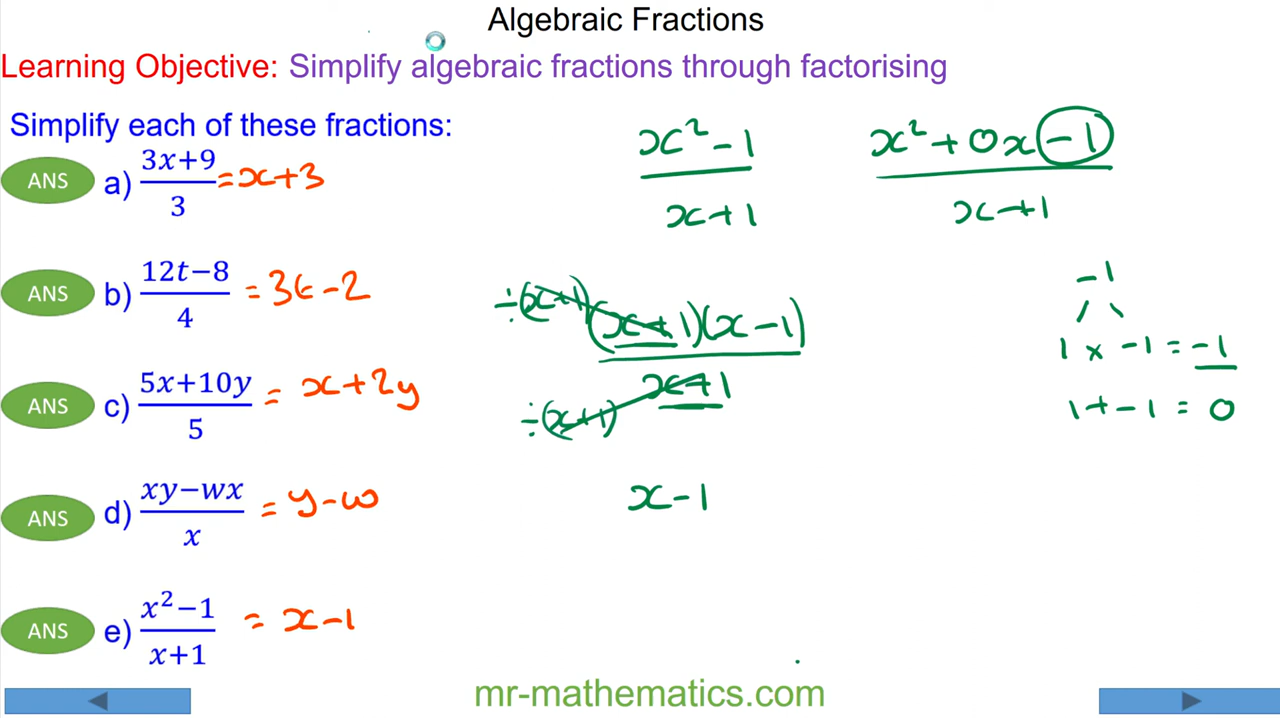 Algebraic Fractions
Learning Objective: Simplify algebraic fractions through factorising
Simplify each of these fractions:
ANS a) (3x+9)/3 = x+3
ANS b) (12t−8)/4 = 3t−2
ANS c) (5x+10y)/5 = x+2y
ANS d) (xy−wx)/x = y−w
ANS e) (x²−1)/(x+1) = x−1
x²−1
x+1
x²+0x−1
x+1
÷(x+1) (x+1)(x−1)
x+1
÷(x+1)
x−1
−1
1 × −1 = −1
1 + −1 = 0
mr-mathematics.com